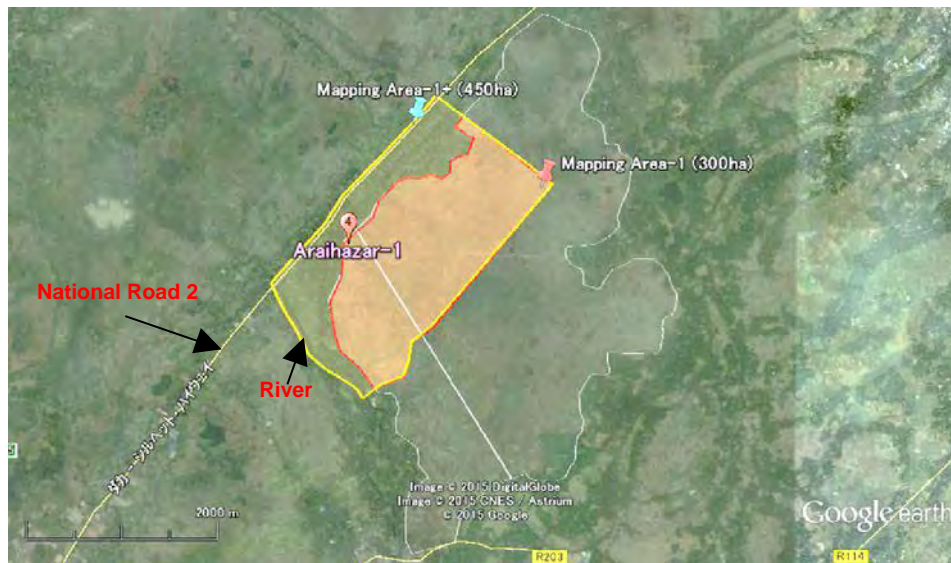 Mapping Area-1+ (450ha)
Mapping Area-1 (300ha)
4
Araihazar-1
National Road 2
River
ダッカ－シルヘット・ハイウェイ
Image © 2015 DigitalGlobe
Image © 2015 CNES / Astrium
© 2015 Google
2000 m
Google earth
R203
R114